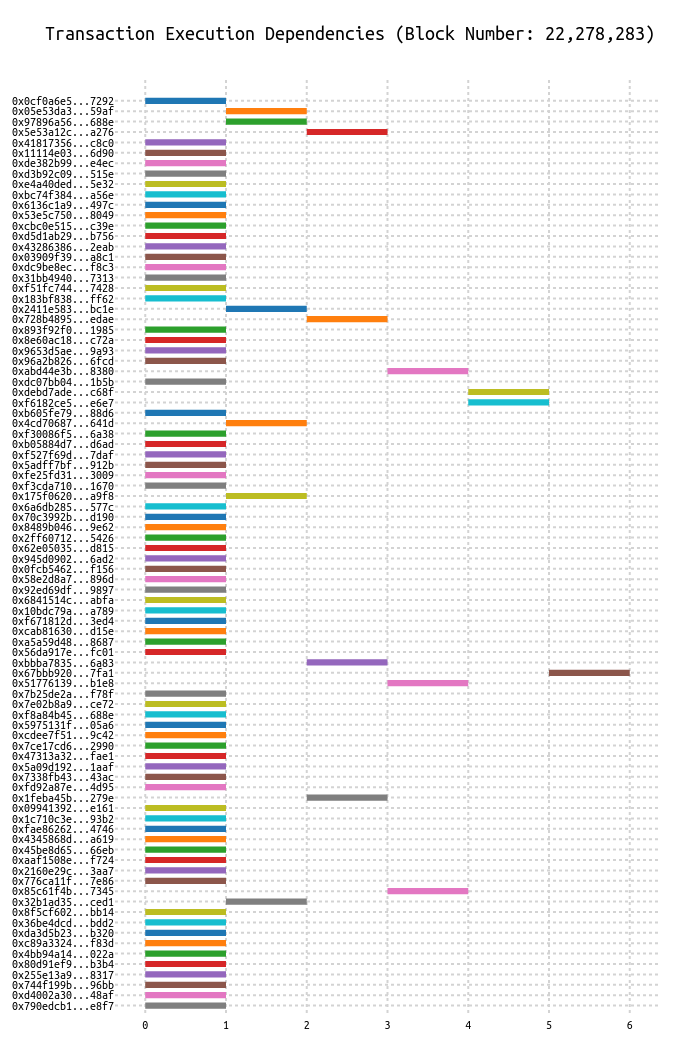 Transaction Execution Dependencies (Block Number: 22,278,283)
0x0cf0a6e5...7292
0x05e53da3...59af
0x97896a56...688e
0x5e53a12c...a276
0x41817356...c8c0
0x11114e03...6d90
0xde382b99...e4ec
0xd3b92c09...515e
0xe4a40ded...5e32
0xbc74f384...a56e
0x6136c1a9...497c
0x53e5c750...8049
0xcbc0e515...c39e
0xd5d1ab29...b756
0x43286386...2eab
0x03909f39...a8c1
0xdc9be8ec...f8c3
0x31bb4940...7313
0xf51fc744...7428
0x183bf838...ff62
0x2411e583...bc1e
0x728b4895...edae
0x893f92f0...1985
0x8e60ac18...c72a
0x9653d5ae...9a93
0x96a2b826...6fcd
0xabd44e3b...8380
0xdc07bb04...1b5b
0xdebd7ade...c68f
0xf6182ce5...e6e7
0xb605fe79...88d6
0x4cd70687...641d
0xf30086f5...6a38
0xb05884d7...d6ad
0xf527f69d...7daf
0x5adff7bf...912b
0xfe25fd31...3009
0xf3cda710...1670
0x175f0620...a9f8
0x6a6db285...577c
0x70c3992b...d190
0x8489b046...9e62
0x2ff60712...5426
0x62e05035...d815
0x945d0902...6ad2
0x0fcb5462...f156
0x58e2d8a7...896d
0x92ed69df...9897
0x6841514c...abfa
0x10bdc79a...a789
0xf671812d...3ed4
0xcab81630...d15e
0xa5a59d48...8687
0x56da917e...fc01
0xbbba7835...6a83
0x67bbb920...7fa1
0x51776139...b1e8
0x7b25de2a...f78f
0x7e02b8a9...ce72
0xf8a84b45...688e
0x5975131f...05a6
0xcdee7f51...9c42
0x7ce17cd6...2990
0x47313a32...fae1
0x5a09d192...1aaf
0x7338fb43...43ac
0xfd92a87e...4d95
0x1feba45b...279e
0x09941392...e161
0x1c710c3e...93b2
0xfae86262...4746
0x4345868d...a619
0x45be8d65...66eb
0xaaf1508e...f724
0x2160e29c...3aa7
0x776ca11f...7e86
0x85c61f4b...7345
0x32b1ad35...ced1
0x8f5cf602...bb14
0x36be4dcd...bdd2
0xda3d5b23...b320
0xc89a3324...f83d
0x4bb94a14...022a
0x80d91ef9...b3b4
0x255e13a9...8317
0x744f199b...96bb
0xd4002a30...48af
0x790edcb1...e8f7
0 1 2 3 4 5 6